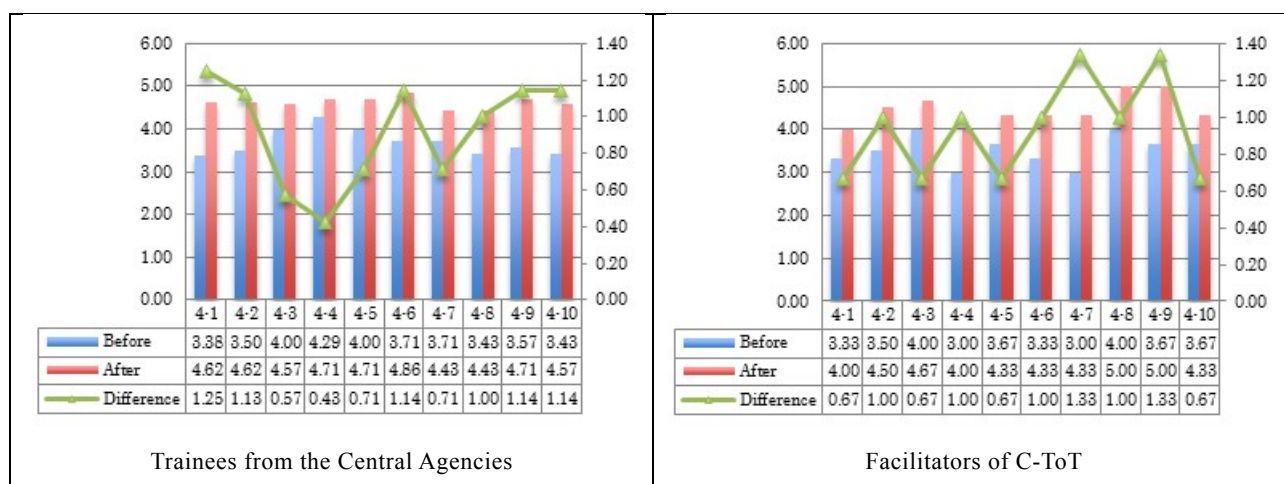 6.00 1.40
5.00 1.20
4.00 1.00
3.00 0.80
2.00 0.60
1.00 0.40
0.00 0.20
0.00
4-1 4-2 4-3 4-4 4-5 4-6 4-7 4-8 4-9 4-10
Before 3.38 3.50 4.00 4.29 4.00 3.71 3.71 3.43 3.57 3.43
After 4.62 4.62 4.57 4.71 4.71 4.86 4.43 4.43 4.71 4.57
Difference 1.25 1.13 0.57 0.43 0.71 1.14 0.71 1.00 1.14 1.14
Trainees from the Central Agencies
6.00 1.40
5.00 1.20
4.00 1.00
3.00 0.80
2.00 0.60
1.00 0.40
0.00 0.20
0.00
4-1 4-2 4-3 4-4 4-5 4-6 4-7 4-8 4-9 4-10
Before 3.33 3.50 4.00 3.00 3.67 3.33 3.00 4.00 3.67 3.67
After 4.00 4.50 4.67 4.00 4.33 4.33 4.33 5.00 5.00 4.33
Difference 0.67 1.00 0.67 1.00 0.67 1.00 1.33 1.00 1.33 0.67
Facilitators of C-ToT